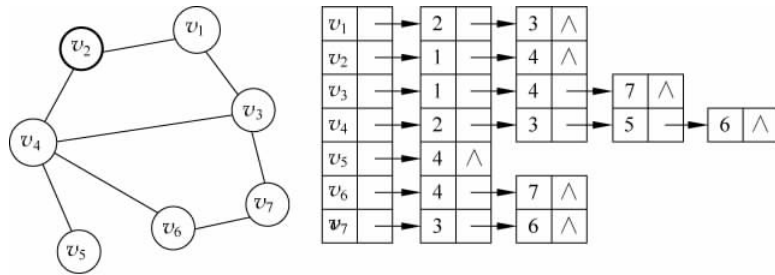 v2
v1
v3
v4
v7
v6
v5
v1 2 3 ∧
v2 1 4 ∧
v3 1 4 7 ∧
v4 2 3 5 6 ∧
v5 4 ∧
v6 4 7 ∧
v7 3 6 ∧